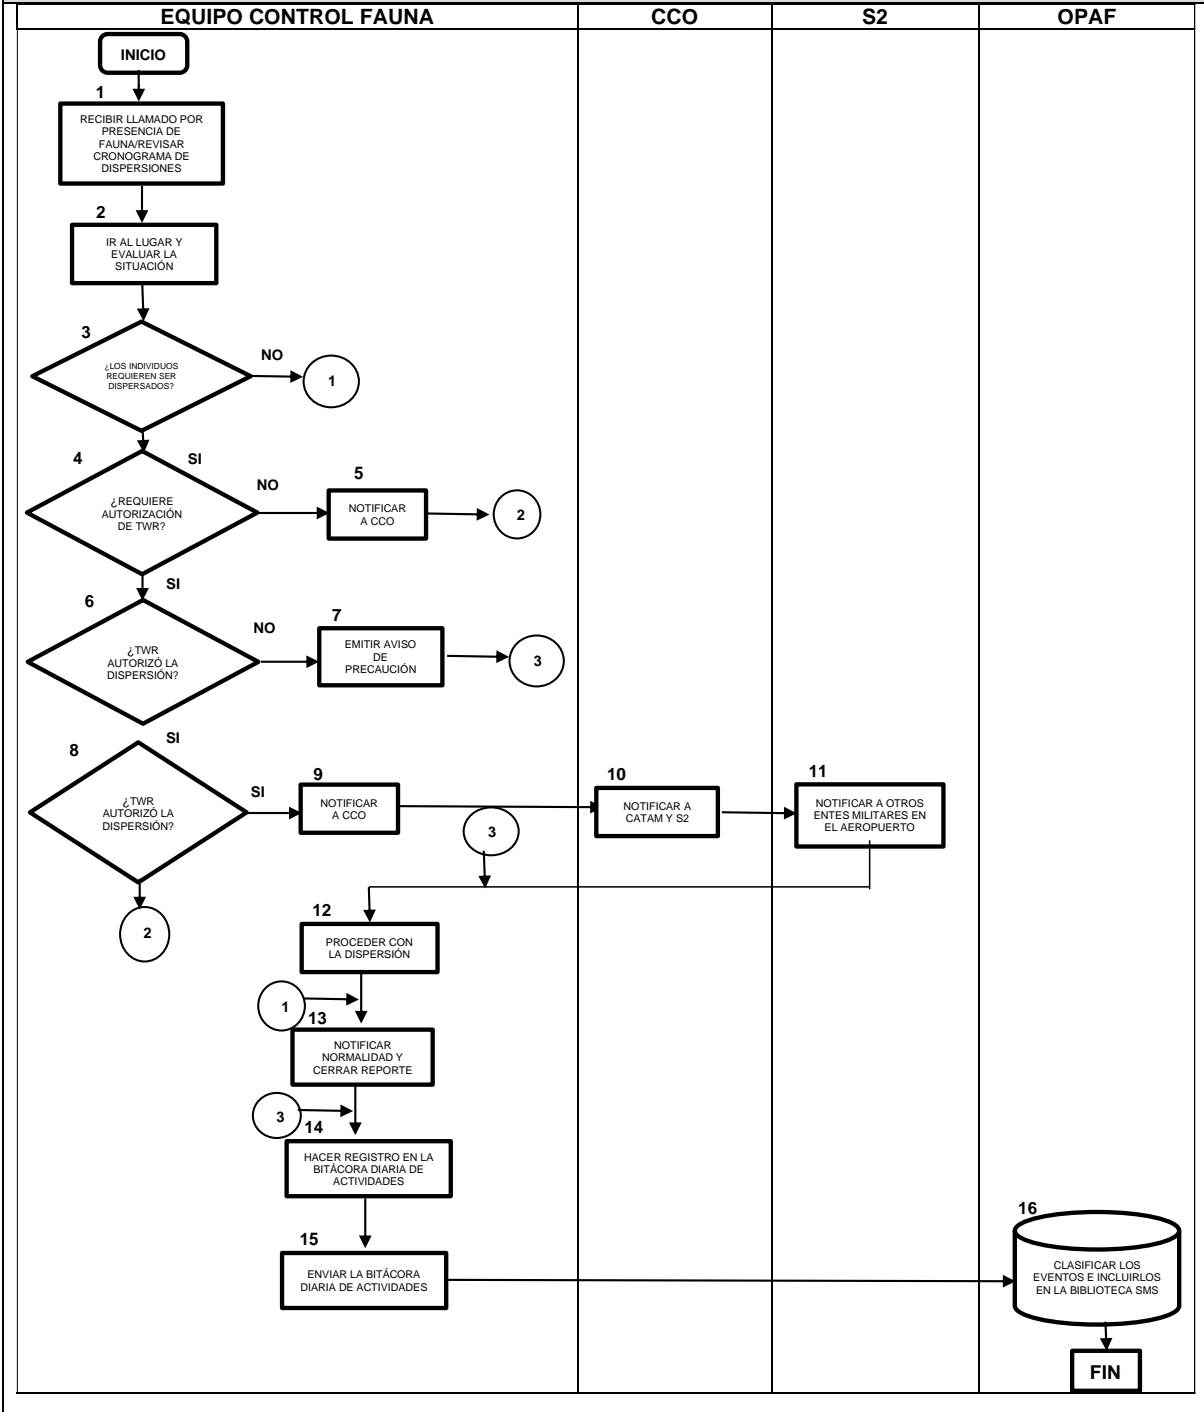 EQUIPO CONTROL FAUNA
CCO
S2
OPAF
INICIO
1
RECIBIR LLAMADO POR
PRESENCIA DE
FAUNA/REVISAR
CRONOGRAMA DE
DISPERSIONES
2
IR AL LUGAR Y
EVALUAR LA
SITUACIÓN
3
¿LOS INDIVIDUOS
REQUIEREN SER
DISPERSADOS?
NO
1
SI
4
¿REQUIERE
AUTORIZACIÓN
DE TWR?
NO
5
NOTIFICAR
A CCO
2
SI
6
¿TWR
AUTORIZÓ LA
DISPERSIÓN?
NO
7
EMITIR AVISO
DE
PRECAUCIÓN
3
SI
8
¿TWR
AUTORIZÓ LA
DISPERSIÓN?
SI
9
NOTIFICAR
A CCO
10
NOTIFICAR A
CATAM Y S2
11
NOTIFICAR A OTROS
ENTES MILITARES EN
EL AEROPUERTO
3
2
12
PROCEDER CON
LA DISPERSIÓN
1
13
NOTIFICAR
NORMALIDAD Y
CERRAR REPORTE
3
14
HACER REGISTRO EN LA
BITÁCORA DIARIA DE
ACTIVIDADES
15
ENVIAR LA BITÁCORA
DIARIA DE ACTIVIDADES
16
CLASIFICAR LOS
EVENTOS E INCLUIRLOS
EN LA BIBLIOTECA SMS
FIN